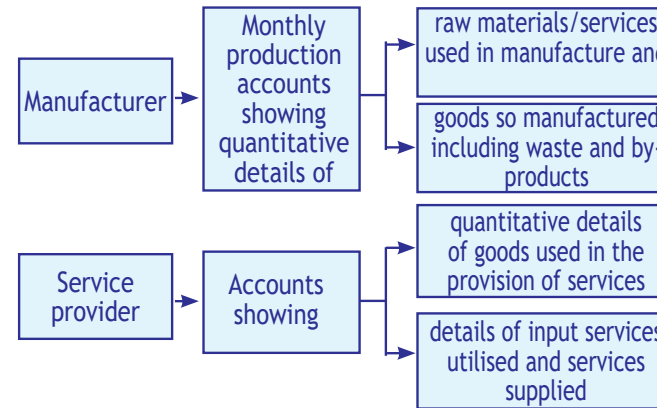 Manufacturer
Monthly
production
accounts
showing
quantitative
details of
raw materials/services
used in manufacture and
goods so manufactured
including waste and by-
products
Service
provider
Accounts
showing
quantitative details
of goods used in the
provision of services
details of input services
utilised and services
supplied